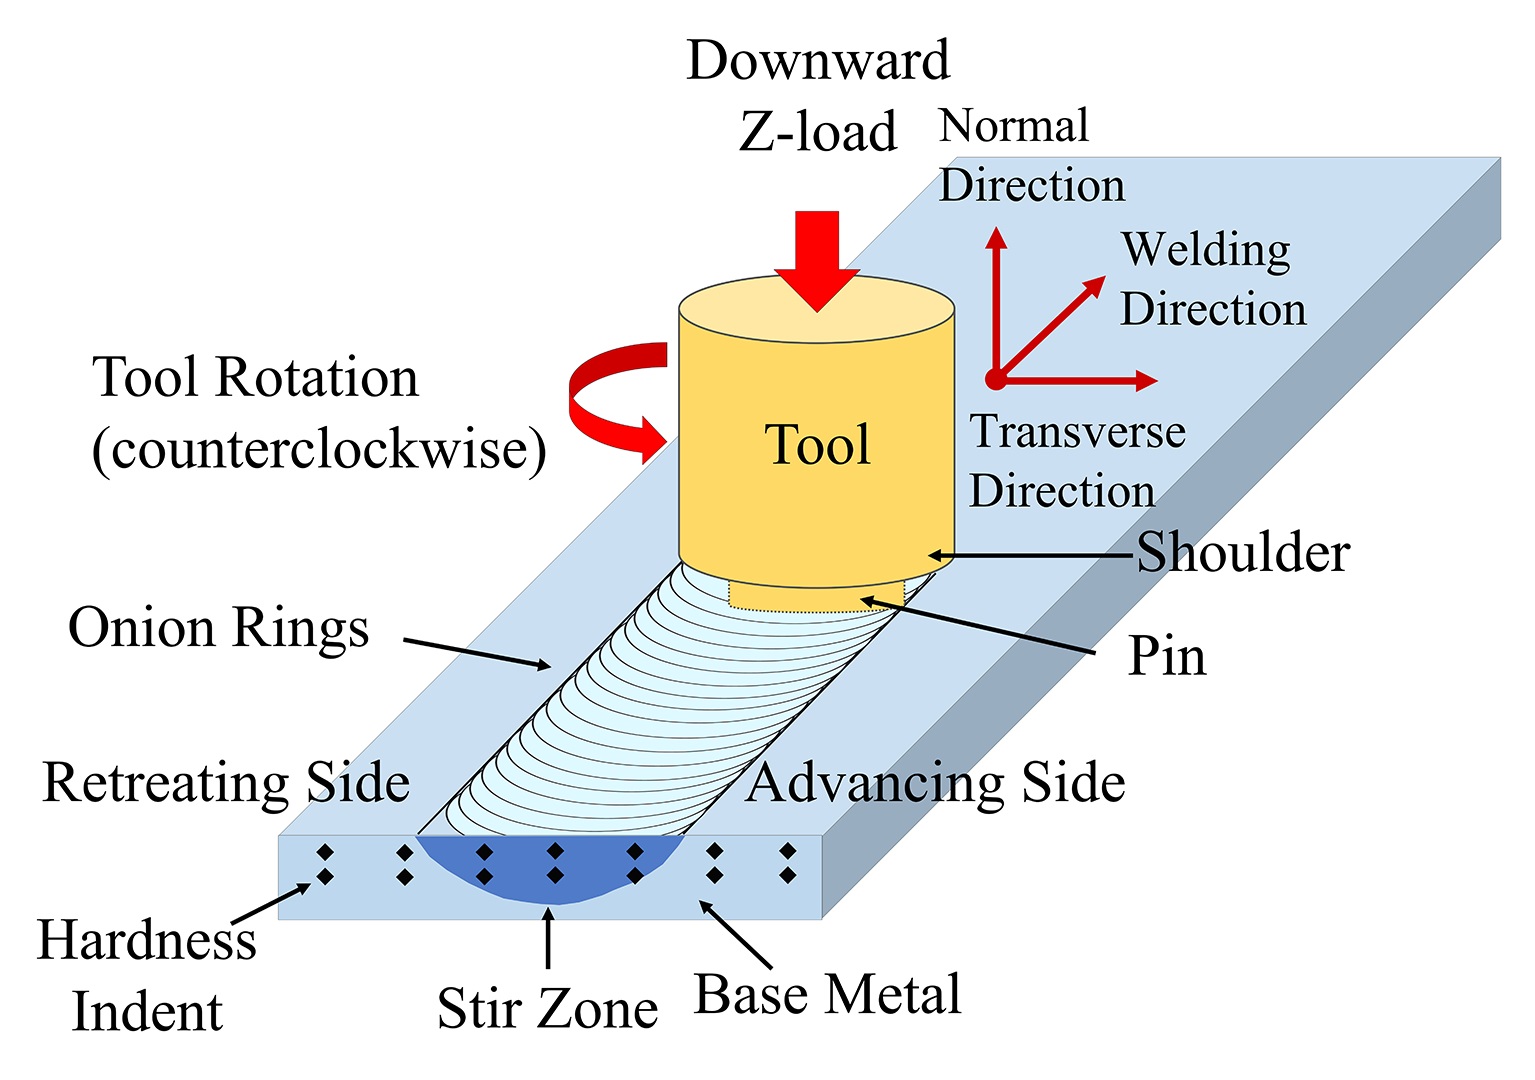 Downward
Z-load
Normal
Direction
Welding
Direction
Tool Rotation
(counterclockwise)
Tool
Transverse
Direction
Shoulder
Onion Rings
Pin
Retreating Side
Advancing Side
Hardness
Indent
Stir Zone
Base Metal